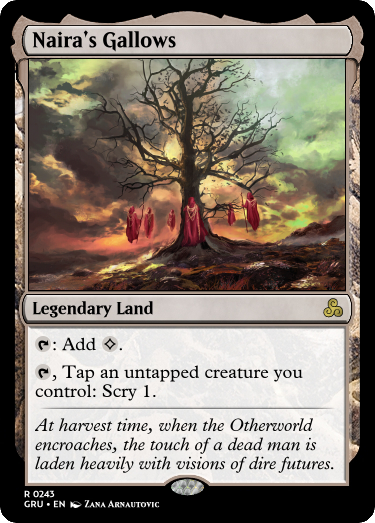 Naira's Gallows
Legendary Land
: Add .
, Tap an untapped creature you
control: Scry 1.
At harvest time, when the Otherworld
encroaches, the touch of a dead man is
laden heavily with visions of dire futures.
R 0243
GRU • EN Zana Arnautovic